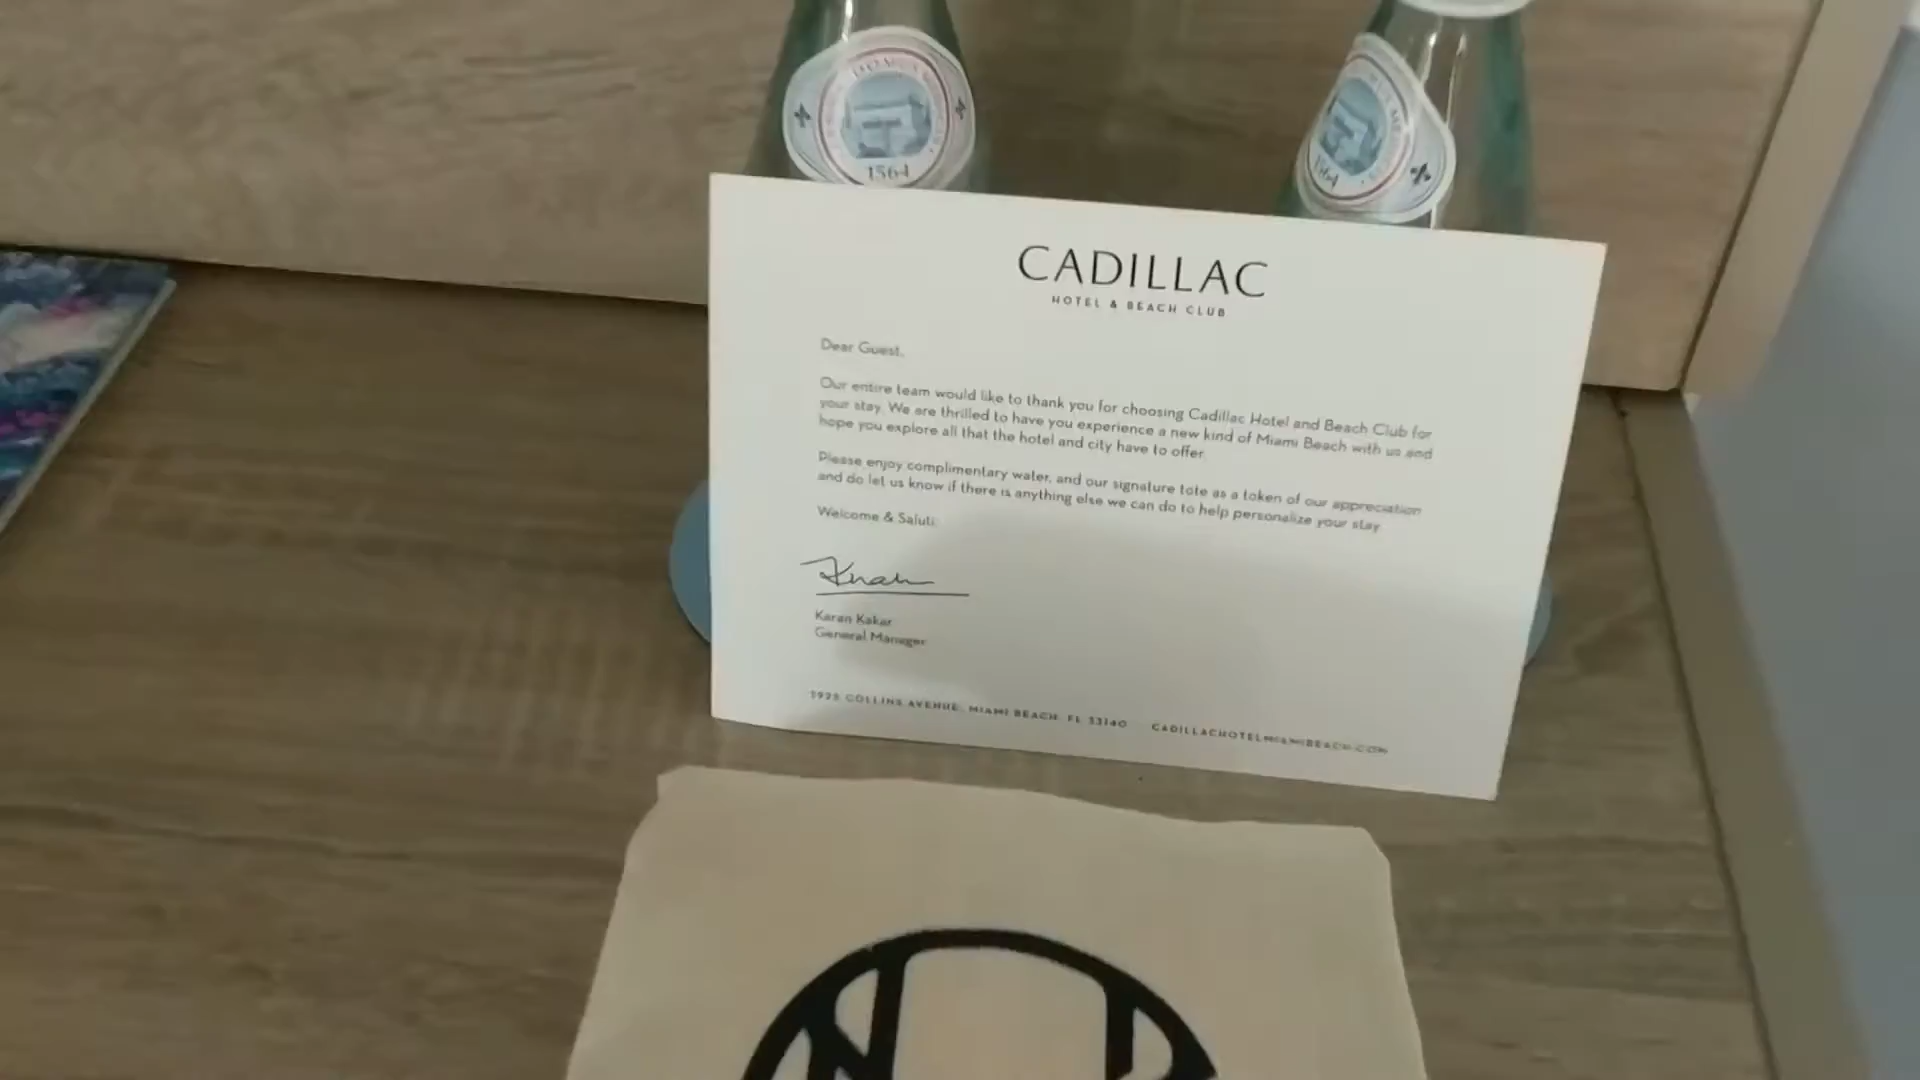 1564
1564
CADILLAC
HOTEL & BEACH CLUB
Dear Guest,
Our entire team would like to thank you for choosing Cadillac Hotel and Beach Club for
your stay. We are thrilled to have you experience a new kind of Miami Beach with us and
hope you explore all that the hotel and city have to offer.
Please enjoy complimentary water, and our signature tote as a token of our appreciation
and do let us know if there is anything else we can do to help personalize your stay.
Welcome & Saluti.
Karan Kakar
General Manager
3925 COLLINS AVENUE, MIAMI BEACH, FL 33140 CADILLACHOTELMIAMIBEACH.COM